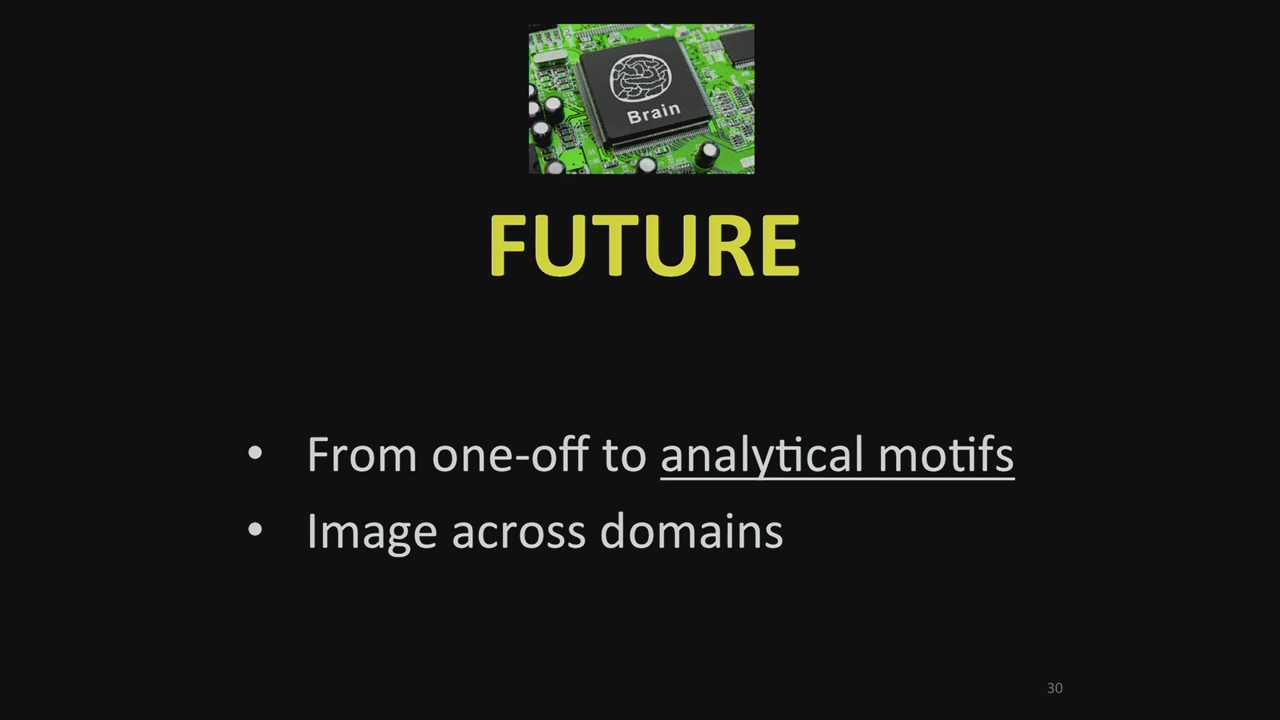 Brain
FUTURE
• From one-off to analytical motifs
• Image across domains
30